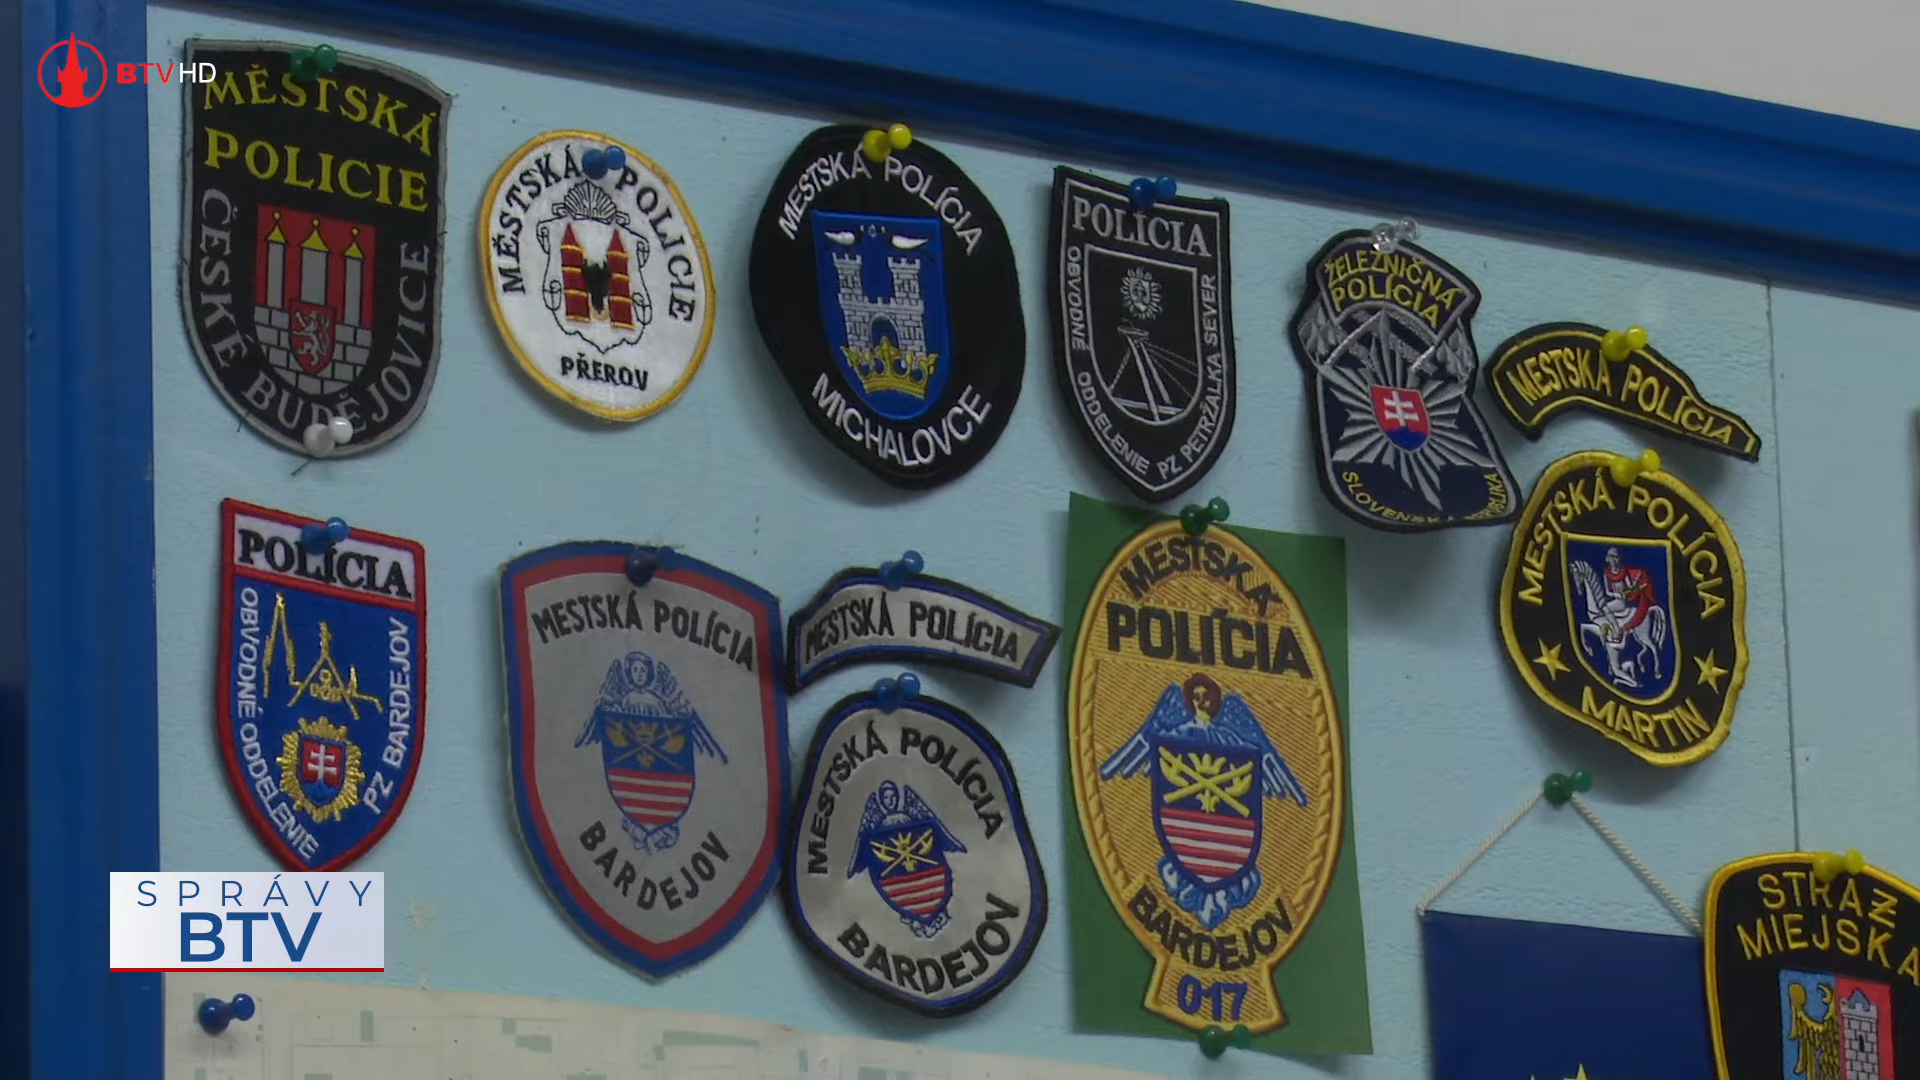 BTV HD
MĚSTSKÁ
POLICIE
ČESKÉ BUDĚJOVICE
MĚSTSKÁ POLICIE
PŘEROV
MESTSKÁ POLÍCIA
MICHALOVCE
POLÍCIA
OBVODNÉ ODDELENIE PZ PETRŽALKA SEVER
ŽELEZNIČNÁ
POLÍCIA
SLOVENSKÁ
MESTSKÁ POLÍCIA
MESTSKÁ POLÍCIA
MARTIN
POLÍCIA
OBVODNÉ ODDELENIE PZ BARDEJOV
MESTSKÁ POLÍCIA
BARDEJOV
MESTSKÁ POLÍCIA
MESTSKÁ POLÍCIA
BARDEJOV
MESTSKÁ
POLÍCIA
BARDEJOV
017
STRAŻ
MIEJSKA
SPRÁVY
BTV